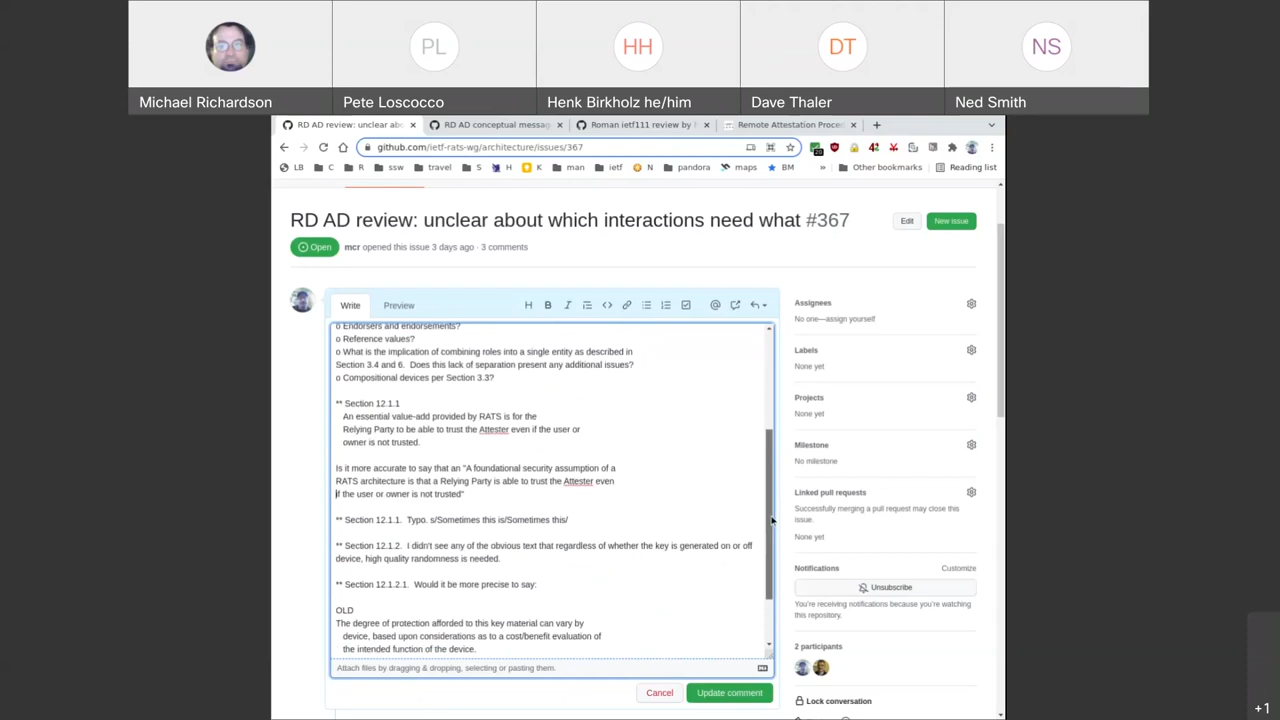 PL
HH
DT
NS
Michael Richardson
Pete Loscocco
Henk Birkholz he/him
Dave Thaler
Ned Smith
RD AD review: unclear abo
RD AD conceptual messag
Roman ietf111 review by
Remote Attestation Proced
github.com/ietf-rats-wg/architecture/issues/367
LB
C
R
ssw
travel
S
H
K
man
ietf
N
pandora
maps
BM
»
Other bookmarks
Reading list
RD AD review: unclear about which interactions need what #367
Edit
New issue
Open
mcr opened this issue 3 days ago · 3 comments
Write
Preview
o Endorsers and endorsements?
o Reference values?
o What is the implication of combining roles into a single entity as described in
Section 3.4 and 6. Does this lack of separation present any additional issues?
o Compositional devices per Section 3.3?
** Section 12.1.1
An essential value-add provided by RATS is for the
Relying Party to be able to trust the Attester even if the user or
owner is not trusted.
Is it more accurate to say that an "A foundational security assumption of a
RATS architecture is that a Relying Party is able to trust the Attester even
if the user or owner is not trusted"
** Section 12.1.1. Typo. s/Sometimes this is/Sometimes this/
** Section 12.1.2. I didn't see any of the obvious text that regardless of whether the key is generated on or off
device, high quality randomness is needed.
** Section 12.1.2.1. Would it be more precise to say:
OLD
The degree of protection afforded to this key material can vary by
device, based upon considerations as to a cost/benefit evaluation of
the intended function of the device.
Attach files by dragging & dropping, selecting or pasting them.
Cancel
Update comment
Assignees
No one—assign yourself
Labels
None yet
Projects
None yet
Milestone
No milestone
Linked pull requests
Successfully merging a pull request may close this
issue.
None yet
Notifications
Customize
Unsubscribe
You're receiving notifications because you're watching
this repository.
2 participants
Lock conversation
+1